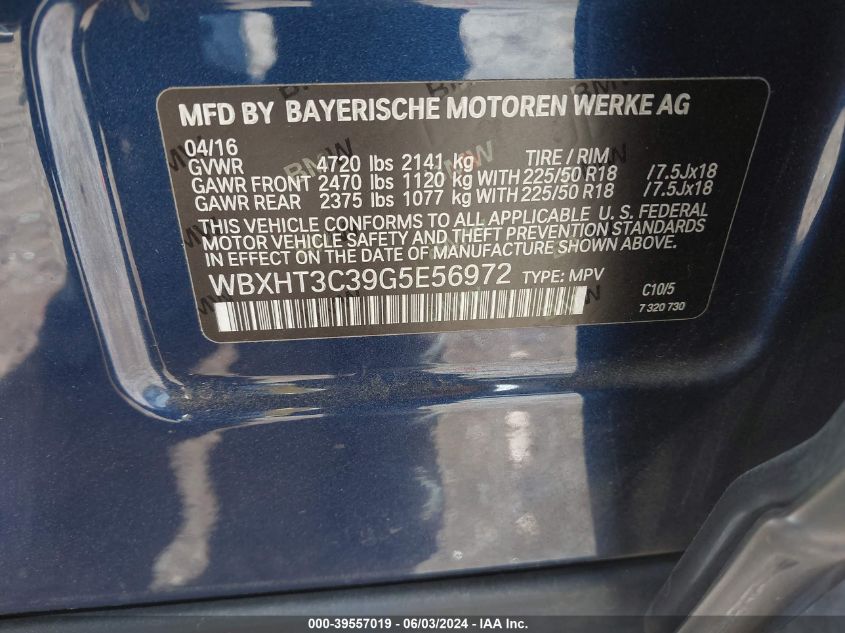 MFD BY BAYERISCHE MOTOREN WERKE AG
04/16
GVWR 4720 lbs 2141 kg TIRE / RIM
GAWR FRONT 2470 lbs 1120 kg WITH 225/50 R18 /7.5Jx18
GAWR REAR 2375 lbs 1077 kg WITH 225/50 R18 /7.5Jx18
THIS VEHICLE CONFORMS TO ALL APPLICABLE U. S. FEDERAL
MOTOR VEHICLE SAFETY AND THEFT PREVENTION STANDARDS
IN EFFECT ON THE DATE OF MANUFACTURE SHOWN ABOVE.
WBXHT3C39G5E56972 TYPE: MPV C10/5
7 320 730
000-39557019 - 06/03/2024 - IAA Inc.